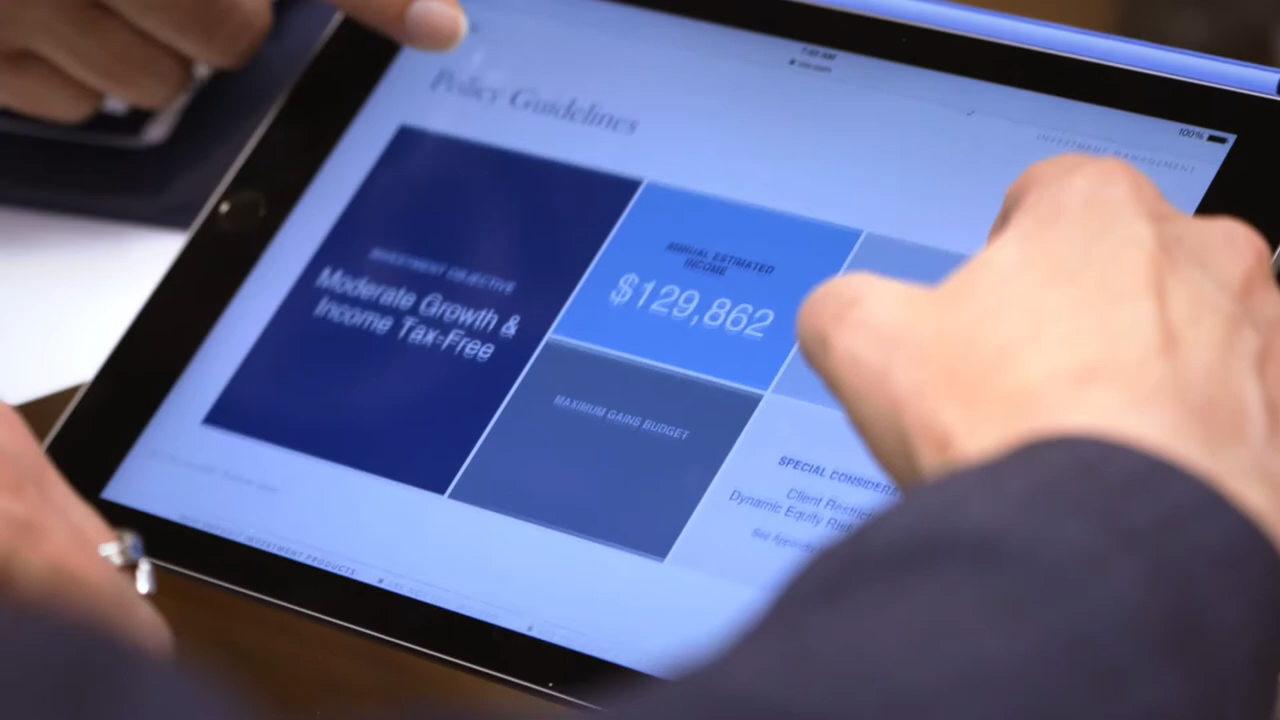 100%
INVESTMENT MANAGEMENT
Policy Guidelines
INVESTMENT OBJECTIVE
Moderate Growth &
Income Tax-Free
ANNUAL ESTIMATED
INCOME
$129,862
MAXIMUM GAINS BUDGET
SPECIAL CONSIDERA
Client Restric
Dynamic Equity Risk
See Appendix
INVESTMENT PRODUCTS